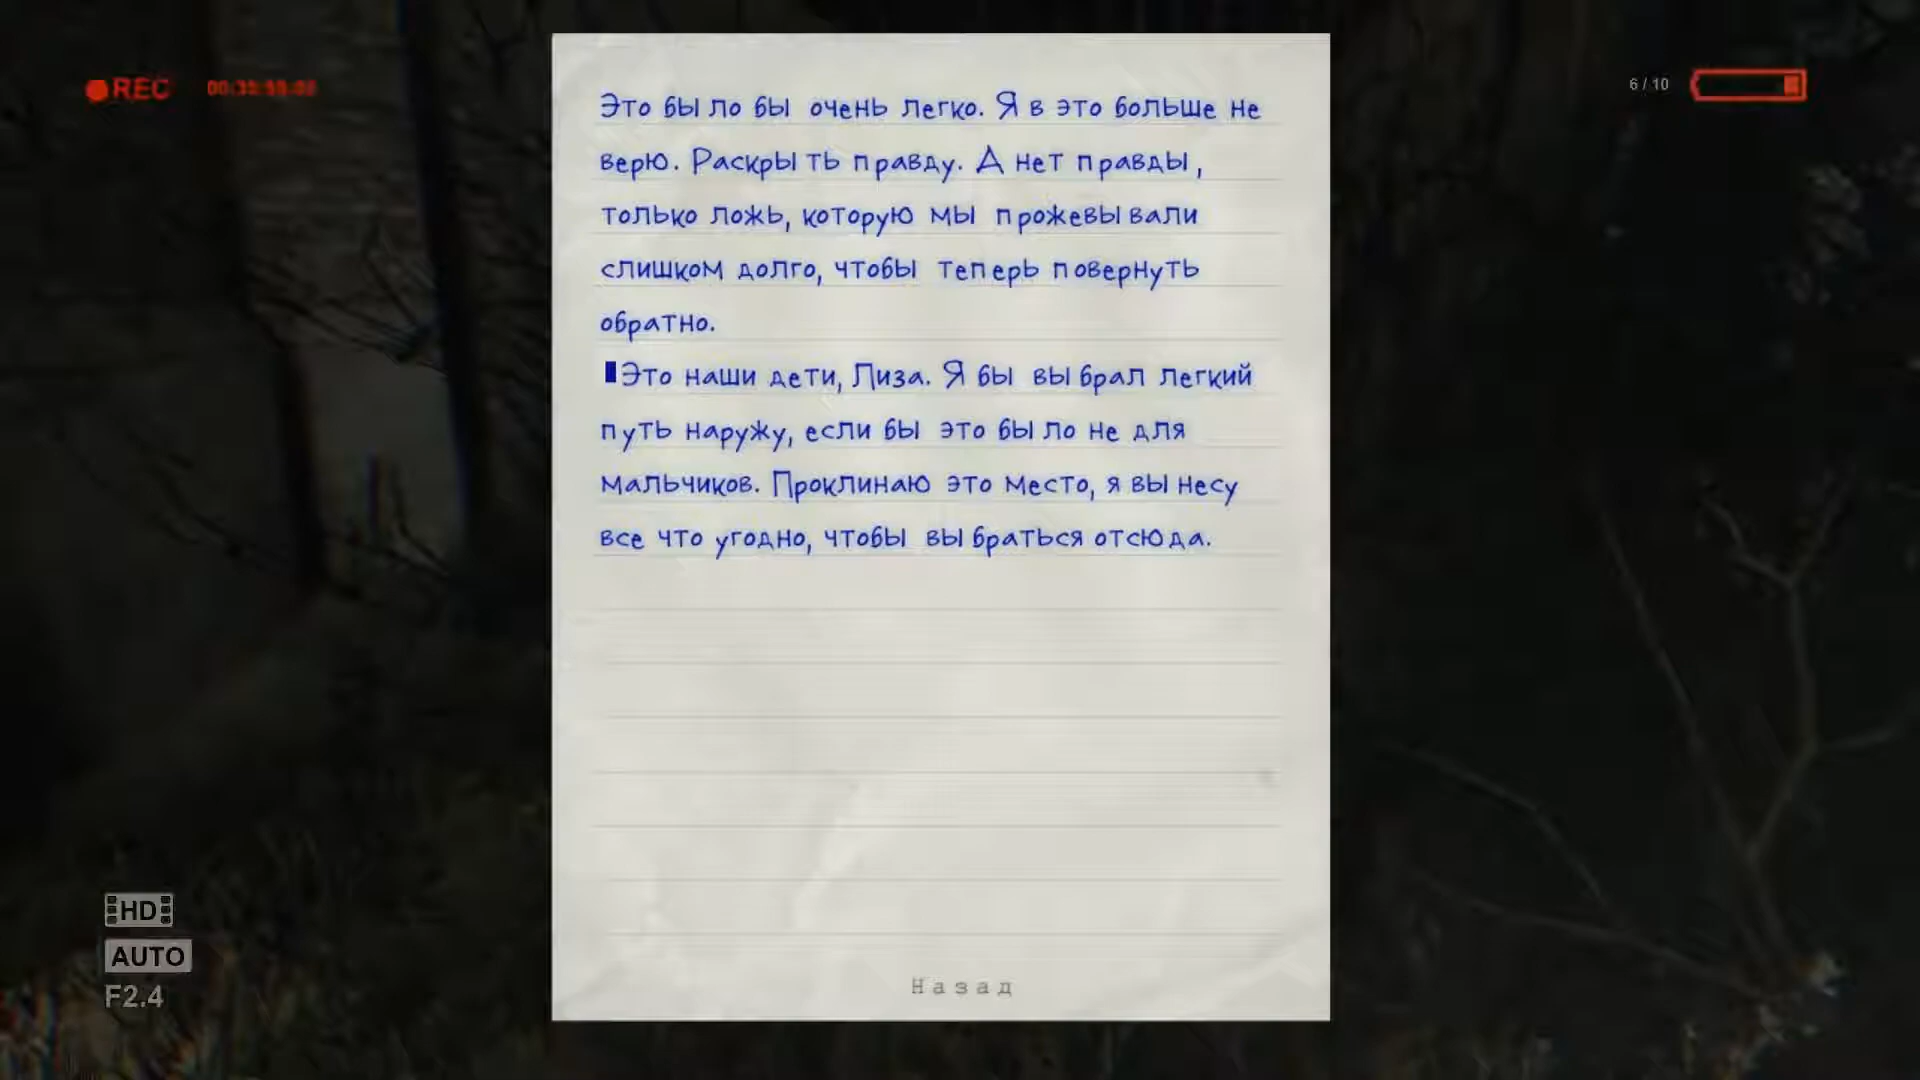 REC
6 / 10
Это было бы очень легко. Я в это больше не
верю. Раскрыть правду. А нет правды,
только ложь, которую мы прожевывали
слишком долго, чтобы теперь повернуть
обратно.
Это наши дети, Лиза. Я бы выбрал легкий
путь наружу, если бы это было не для
мальчиков. Проклинаю это место, я вынесу
все что угодно, чтобы выбраться отсюда.
HD
AUTO
F2.4
Назад